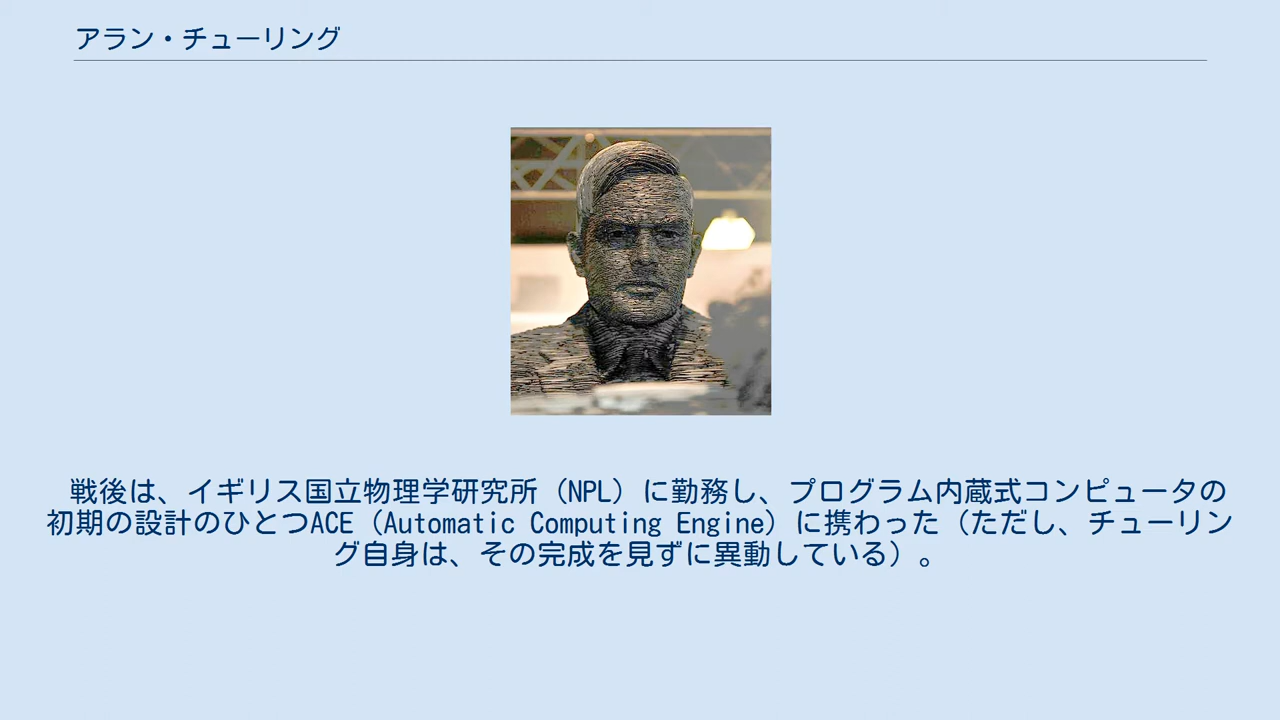 アラン・チューリング
戦後は、イギリス国立物理学研究所（NPL）に勤務し、プログラム内蔵式コンピュータの
初期の設計のひとつACE（Automatic Computing Engine）に携わった（ただし、チューリン
グ自身は、その完成を見ずに異動している）。